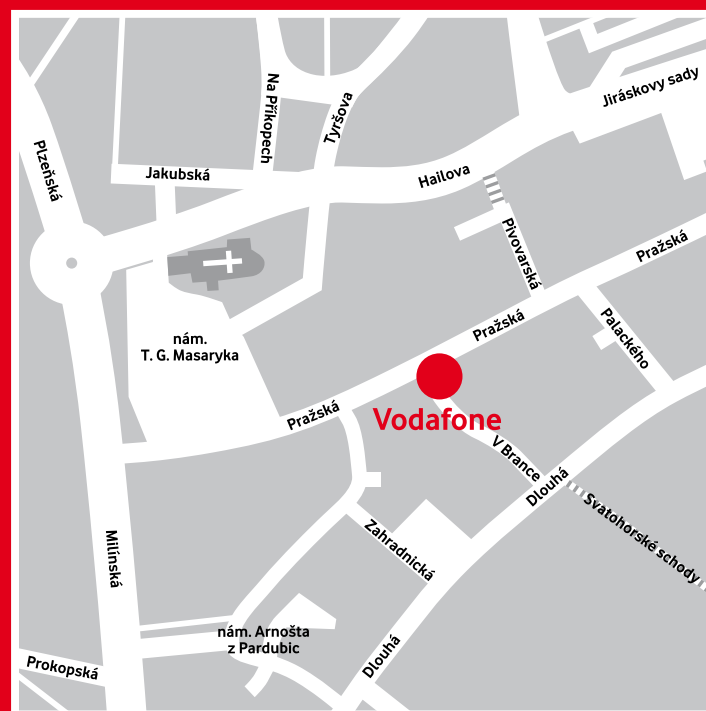 Jiráskovy sady
Na Příkopech
Tyršova
Plzeňská
Jakubská
Hailova
Pivovarská
Pražská
Pražská
Palackého
nám.
T. G. Masaryka
Pražská
Vodafone
V Brance
Dlouhá
Svatohorské schody
Zahradnická
Milínská
nám. Arnošta
z Pardubic
Dlouhá
Prokopská